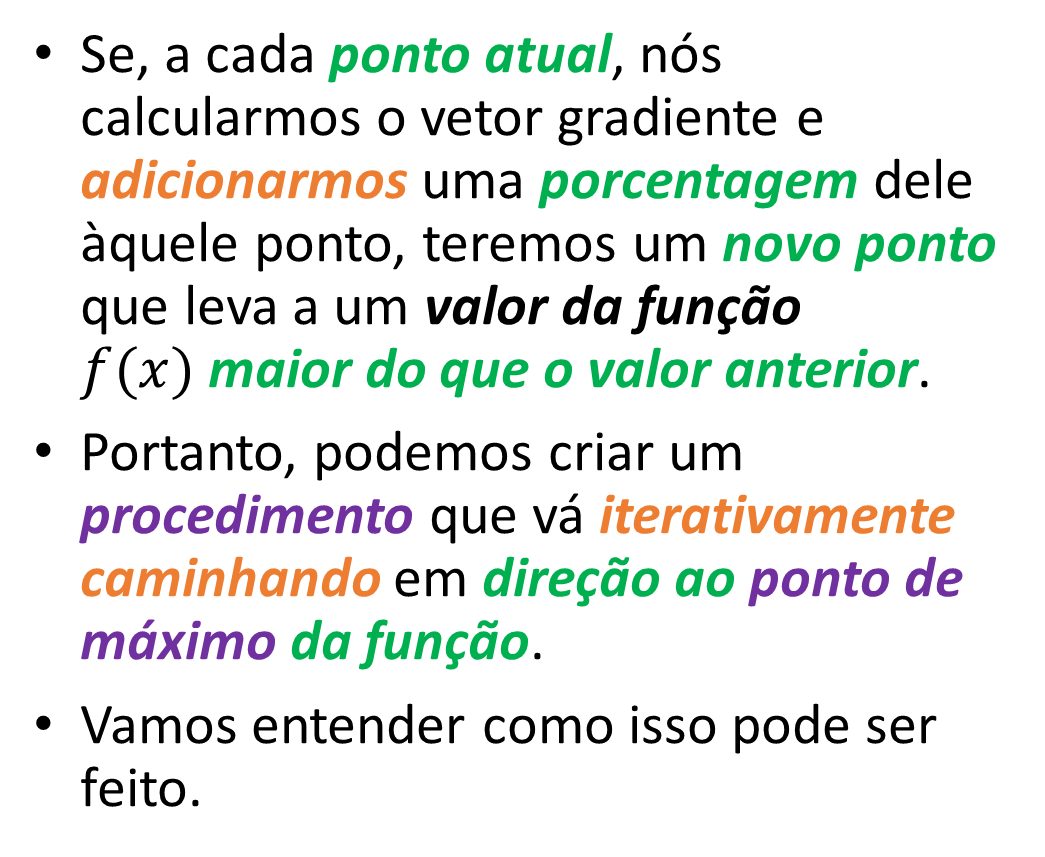 • Se, a cada ponto atual, nós
calcularmos o vetor gradiente e
adicionarmos uma porcentagem dele
àquele ponto, teremos um novo ponto
que leva a um valor da função
𝑓(𝑥) maior do que o valor anterior.
• Portanto, podemos criar um
procedimento que vá iterativamente
caminhando em direção ao ponto de
máximo da função.
• Vamos entender como isso pode ser
feito.